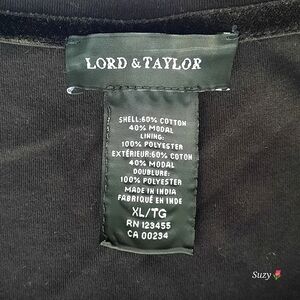 LORD & TAYLOR
SHELL:60% COTTON
40% MODAL
LINING:
100% POLYESTER
EXTÉRIEUR:60% COTON
40% MODAL
DOUBLURE:
100% POLYESTER
MADE IN INDIA
FABRIQUÉ EN INDE
XL/TG
RN 123455
CA 00234
Suzy